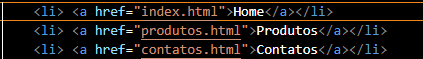 <li> <a href="index.html">Home</a></li>
<li> <a href="produtos.html">Produtos</a></li>
<li> <a href="contatos.html">Contatos</a></li>